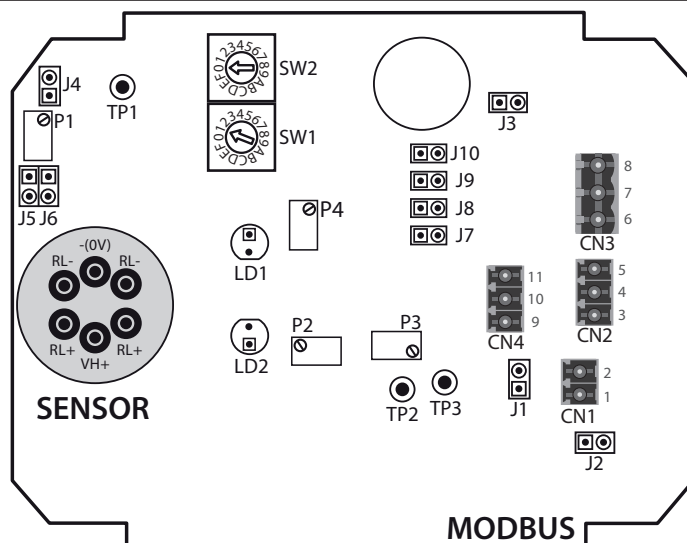 J4
TP1
P1
J5 J6
0123456789ABCDEF
SW2
0123456789ABCDEF
SW1
J3
J10
J9
J8
J7
P4
8
7
6
CN3
-(0V)
RL- RL-
RL+ RL+
VH+
SENSOR
LD1
LD2
P2
P3
TP2 TP3
11
10
9
CN4
5
4
3
CN2
J1
2
1
CN1
J2
MODBUS